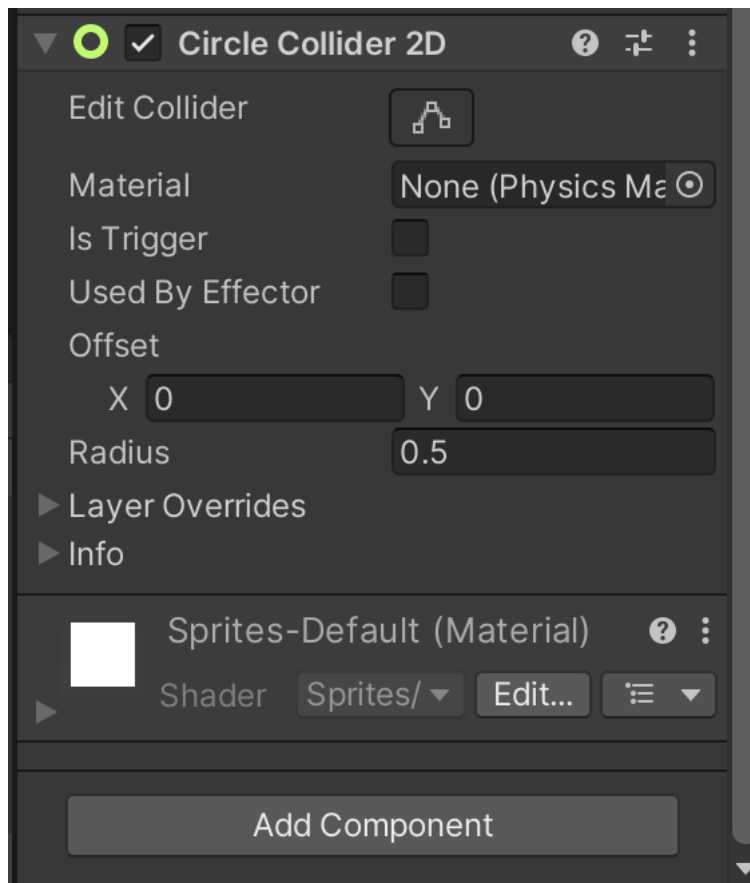 Circle Collider 2D
Edit Collider
Material None (Physics Ma
Is Trigger
Used By Effector
Offset
X 0 Y 0
Radius 0.5
Layer Overrides
Info
Sprites-Default (Material)
Shader Sprites/ Edit...
Add Component